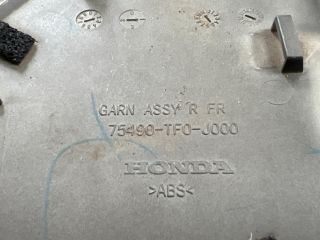 GARN ASSY R FR
75490-TF0-J000
HONDA
>ABS<